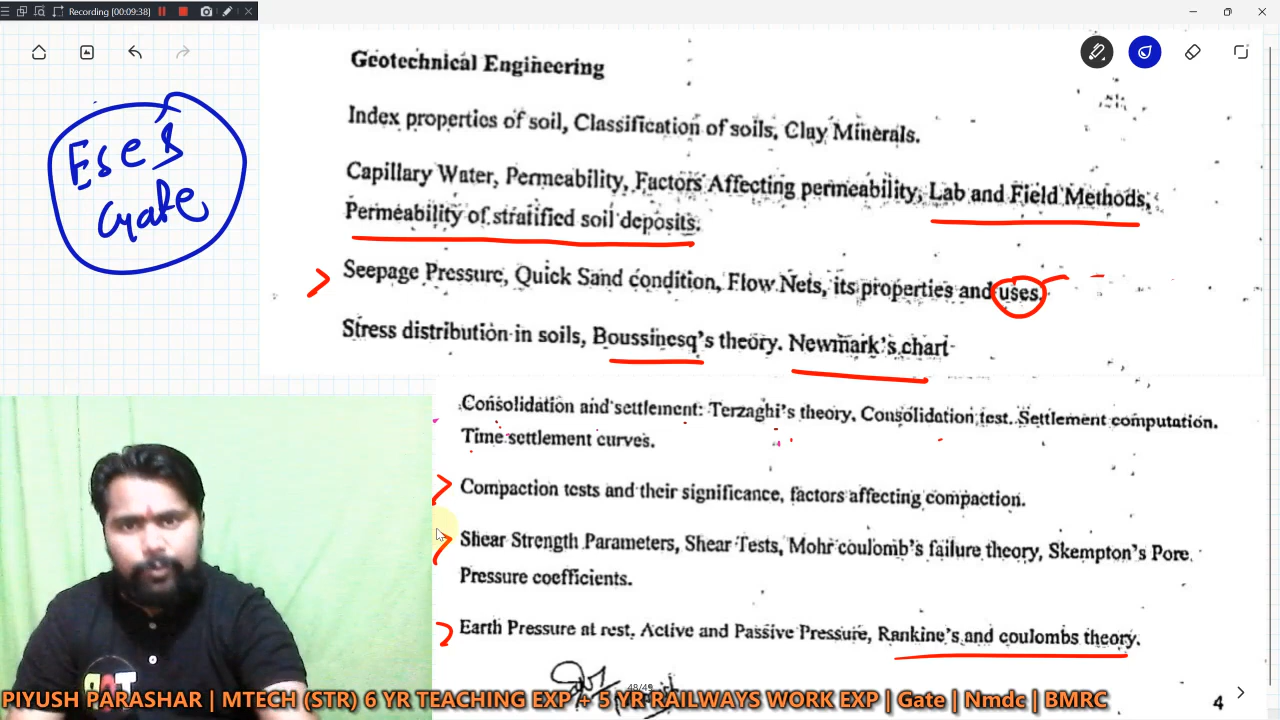 Recording [00:09:38]
Ese &
Gate
Geotechnical Engineering
Index properties of soil, Classification of soils, Clay Minerals.
Capillary Water, Permeability, Factors Affecting permeability, Lab and Field Methods,
Permeability of stratified soil deposits.
Seepage Pressure, Quick Sand condition, Flow Nets, its properties and uses.
Stress distribution in soils, Boussinesq's theory. Newmark's chart
Consolidation and settlement: Terzaghi's theory. Consolidation test. Settlement computation.
Time settlement curves.
Compaction tests and their significance, factors affecting compaction.
Shear Strength Parameters, Shear Tests, Mohr coulomb's failure theory, Skempton's Pore
Pressure coefficients.
Earth Pressure at rest, Active and Passive Pressure, Rankine's and coulombs theory.
48/49
PIYUSH PARASHAR | MTECH (STR) 6 YR TEACHING EXP + 5 YR RAILWAYS WORK EXP | Gate | Nmdc | BMRC
4